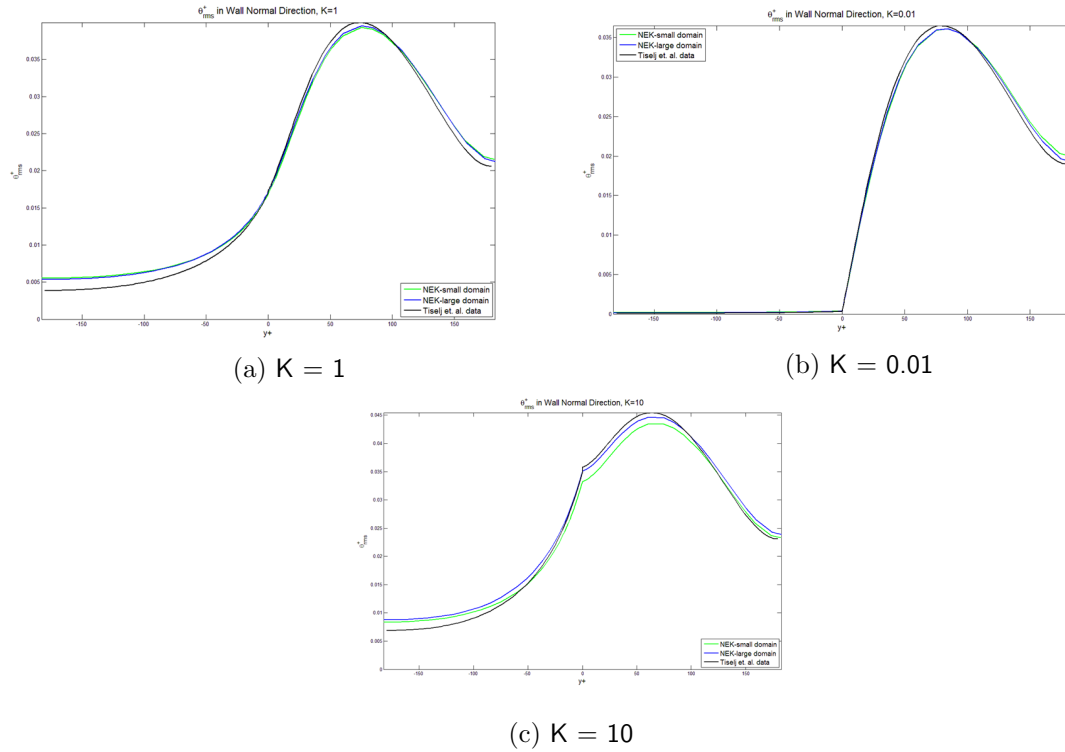 θ+rms in Wall Normal Direction, K=1
0.035
0.03
0.025
θ+rms
0.02
0.015
0.01
0.005
0
-150 -100 -50 0 50 100 150
y+
NEK-small domain
NEK-large domain
Tiselj et. al. data
(a) K = 1
θ+rms in Wall Normal Direction, K=0.01
NEK-small domain
NEK-large domain
Tiselj et. al. data
0.035
0.03
0.025
θ+rms
0.02
0.015
0.01
0.005
0
-150 -100 -50 0 50 100 150
y+
(b) K = 0.01
θ+rms in Wall Normal Direction, K=10
0.045
0.04
0.035
0.03
0.025
θ+rms
0.02
0.015
0.01
0.005
0
-150 -100 -50 0 50 100 150
y+
NEK-small domain
NEK-large domain
Tiselj et. al. data
(c) K = 10